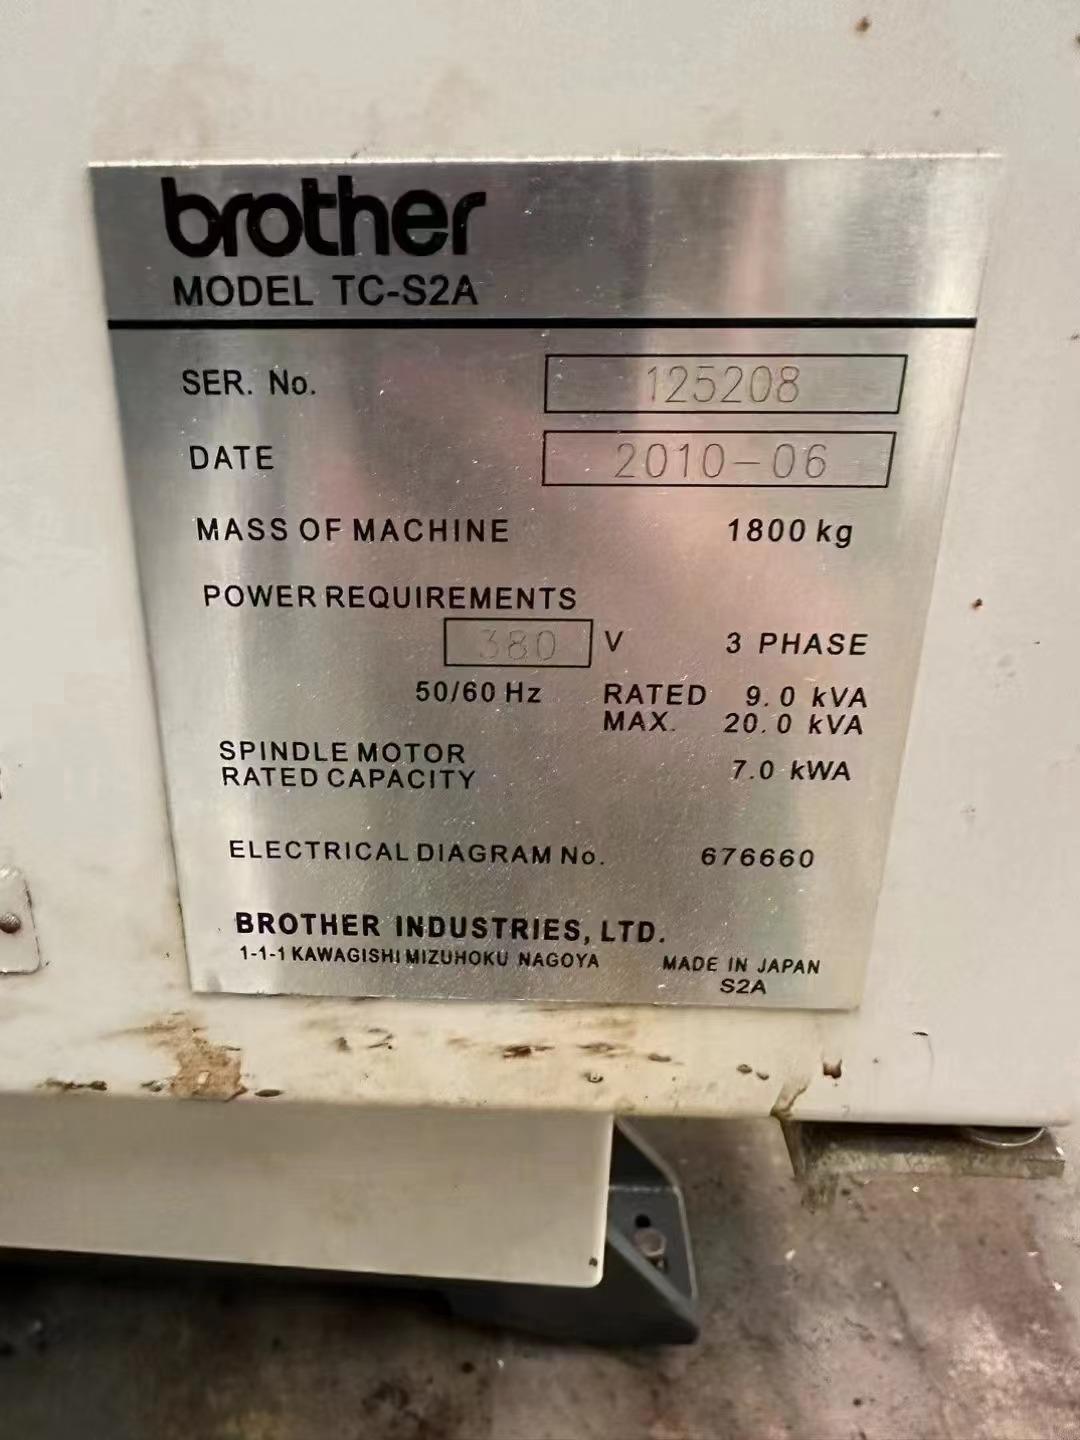 brother
MODEL TC-S2A
SER. No. 125208
DATE 2010-06
MASS OF MACHINE 1800 kg
POWER REQUIREMENTS
380 V 3 PHASE
50/60 Hz RATED 9.0 kVA
MAX. 20.0 kVA
SPINDLE MOTOR
RATED CAPACITY 7.0 kWA
ELECTRICAL DIAGRAM No. 676660
BROTHER INDUSTRIES, LTD.
1-1-1 KAWAGISHI MIZUHOKU NAGOYA MADE IN JAPAN
S2A